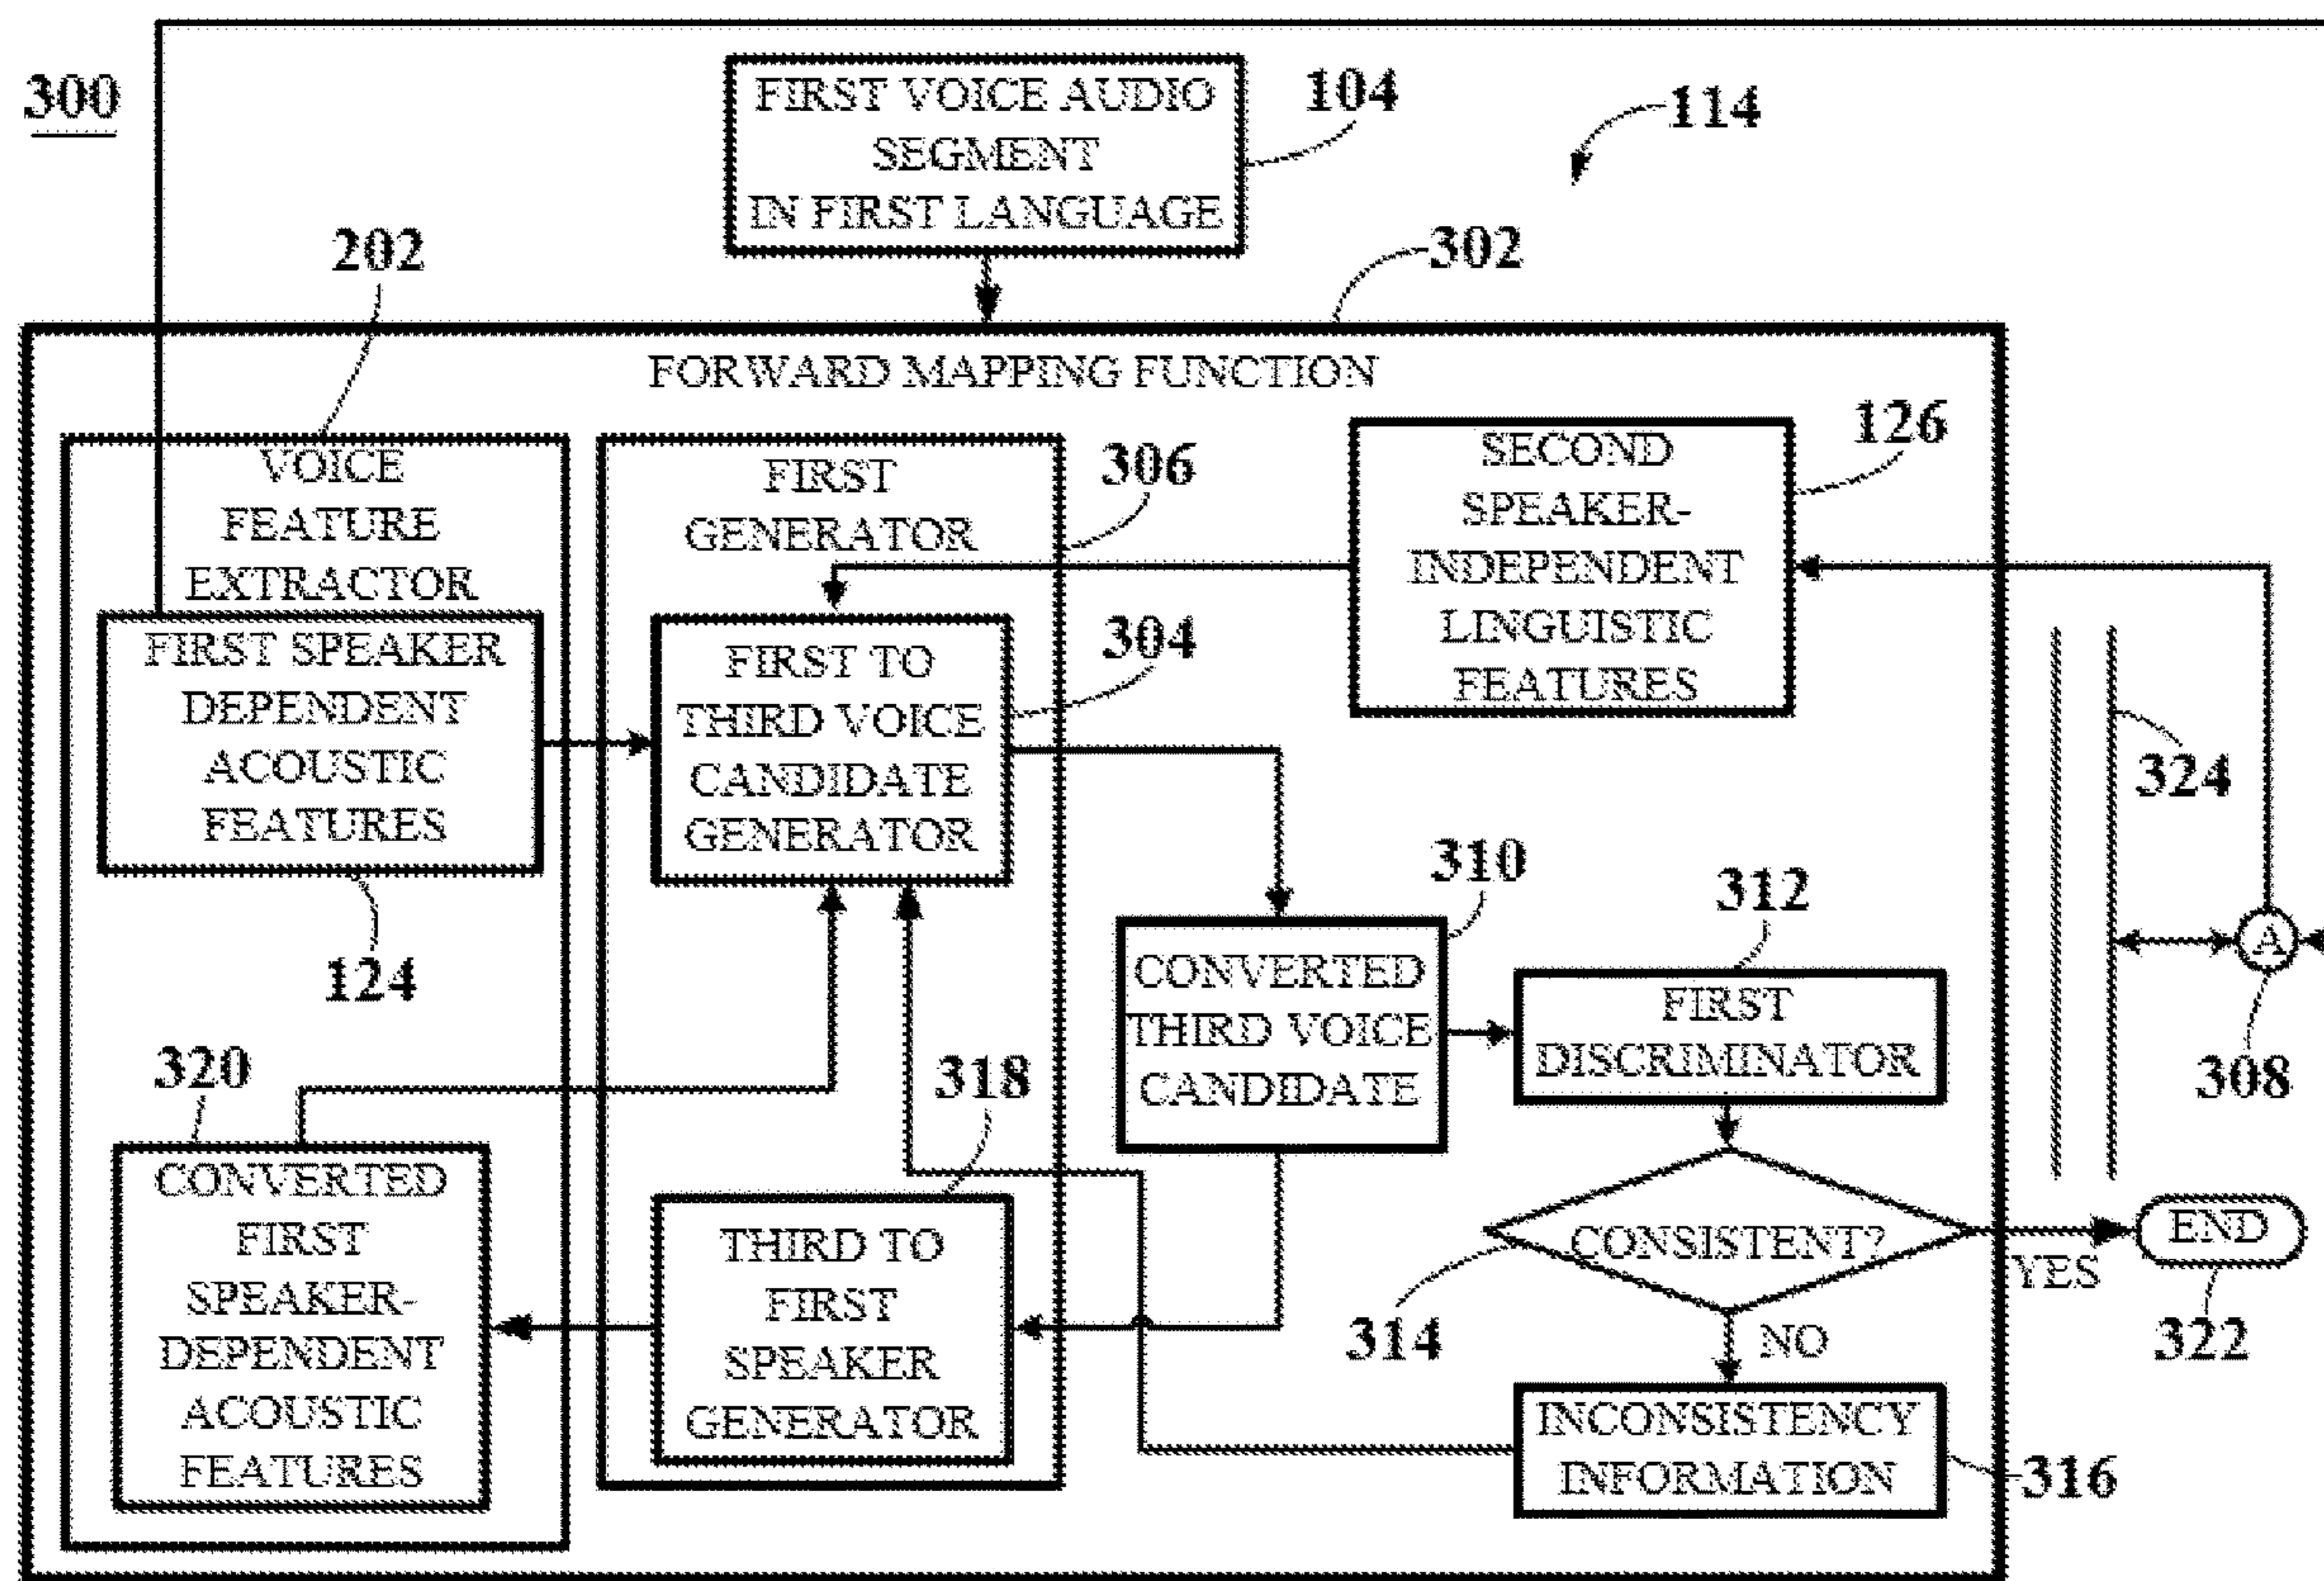 300
FIRST VOICE AUDIO
SEGMENT
IN FIRST LANGUAGE
104
114
202
302
FORWARD MAPPING FUNCTION
VOICE
FEATURE
EXTRACTOR
FIRST SPEAKER
DEPENDENT
ACOUSTIC
FEATURES
124
FIRST
GENERATOR
306
FIRST TO
THIRD VOICE
CANDIDATE
GENERATOR
304
SECOND
SPEAKER-
INDEPENDENT
LINGUISTIC
FEATURES
126
324
A
308
310
CONVERTED
THIRD VOICE
CANDIDATE
312
FIRST
DISCRIMINATOR
320
CONVERTED
FIRST
SPEAKER-
DEPENDENT
ACOUSTIC
FEATURES
318
THIRD TO
FIRST
SPEAKER
GENERATOR
CONSISTENT?
314
YES
END
322
NO
INCONSISTENCY
INFORMATION
316